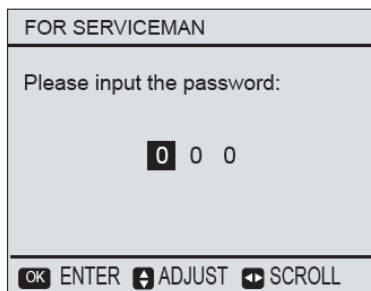 FOR SERVICEMAN
Please input the password:
0 0 0
OK ENTER ADJUST SCROLL